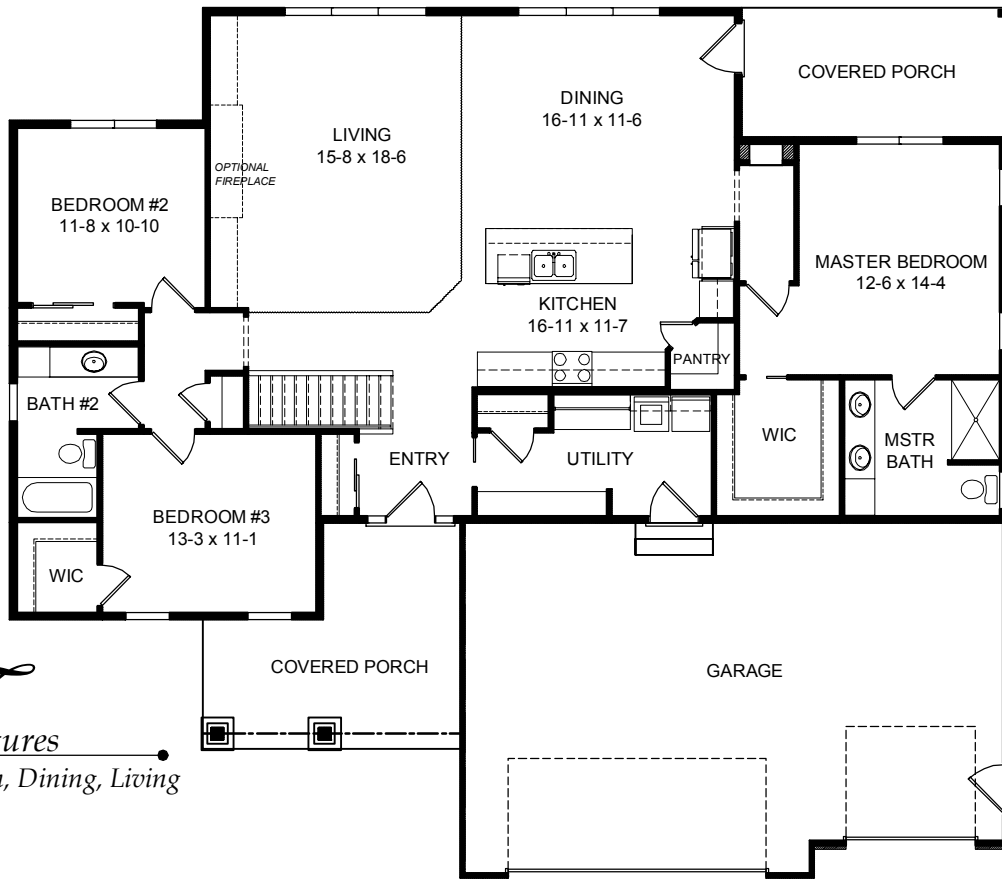 COVERED PORCH
DINING
16-11 x 11-6
LIVING
15-8 x 18-6
OPTIONAL
FIREPLACE
BEDROOM #2
11-8 x 10-10
MASTER BEDROOM
12-6 x 14-4
KITCHEN
16-11 x 11-7
PANTRY
BATH #2
WIC
MSTR
BATH
ENTRY
UTILITY
BEDROOM #3
13-3 x 11-1
WIC
COVERED PORCH
GARAGE
Dining, Living